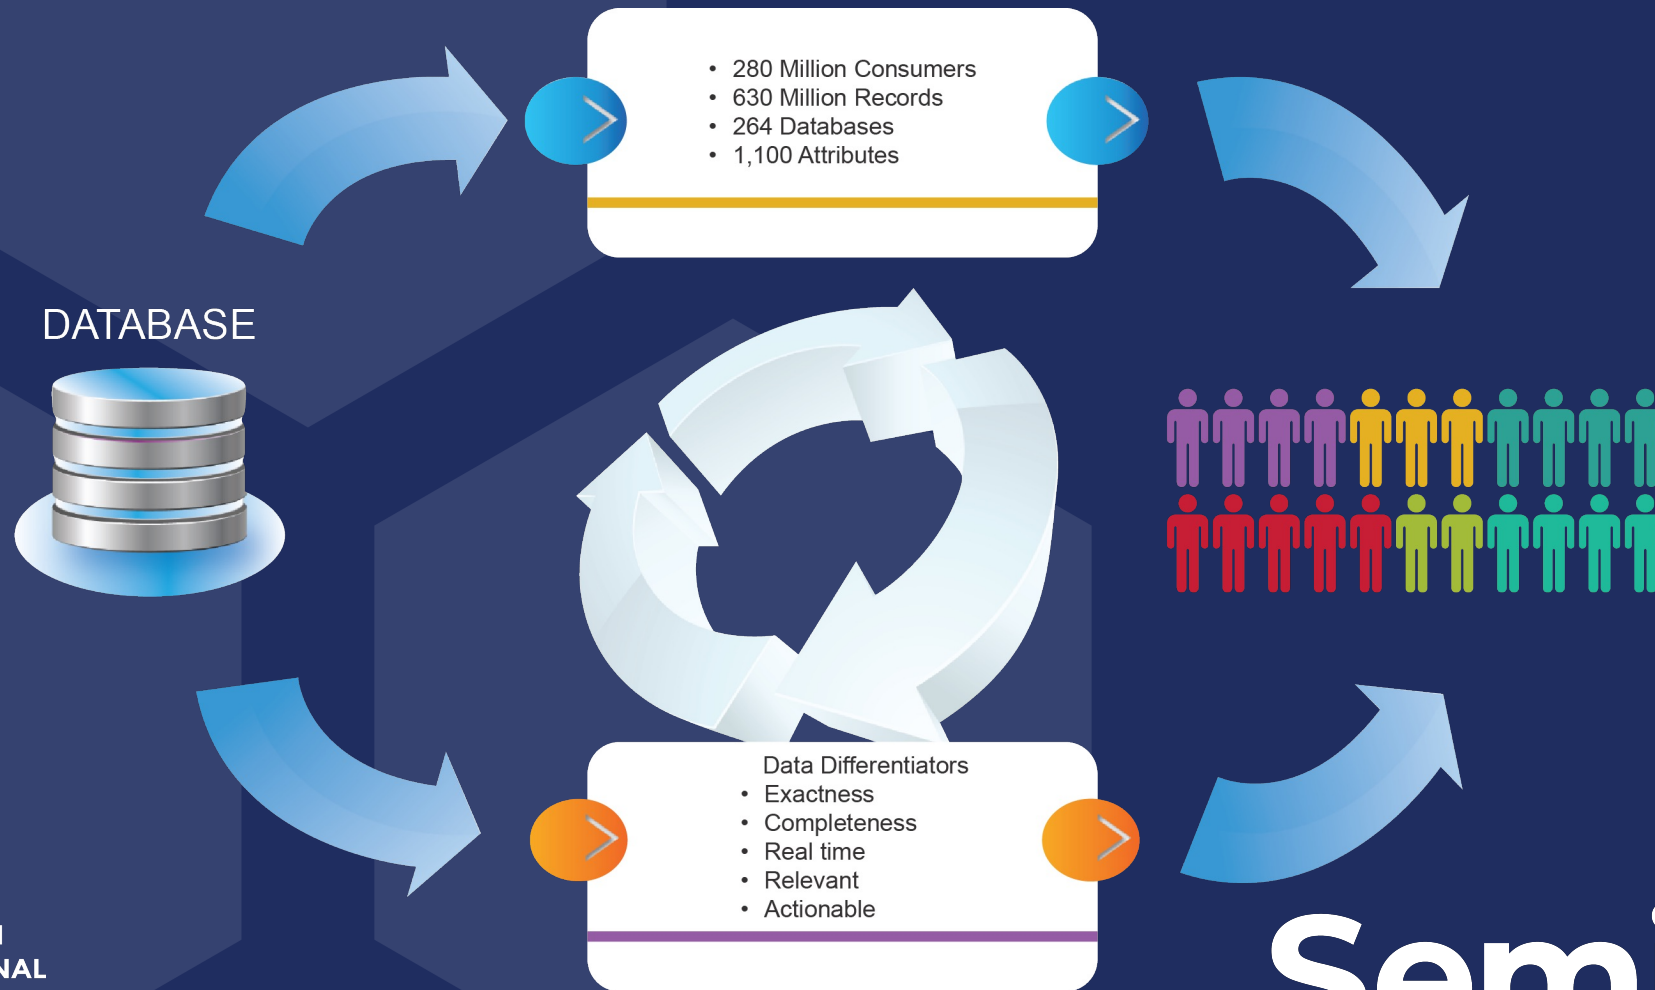 • 280 Million Consumers
• 630 Million Records
• 264 Databases
• 1,100 Attributes
DATABASE
Data Differentiators
• Exactness
• Completeness
• Real time
• Relevant
• Actionable